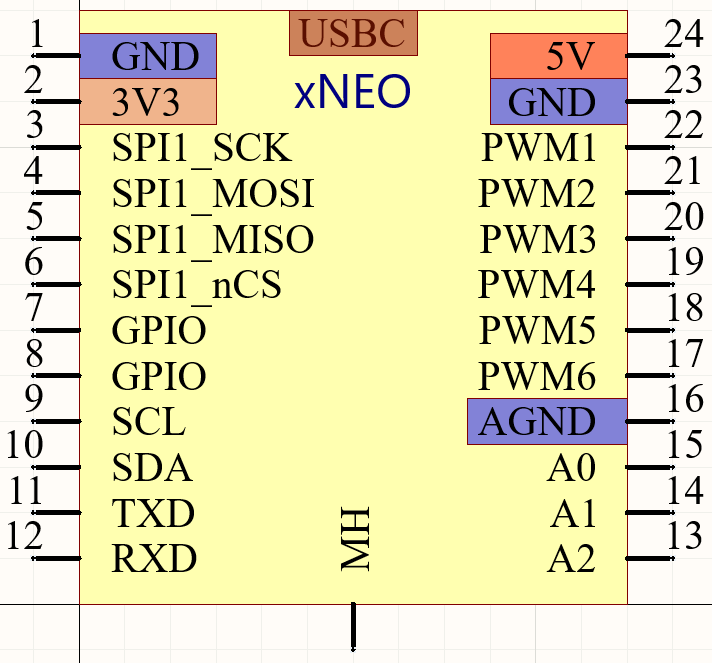 USBC
xNEO
1 GND 5V 24
2 3V3 GND 23
3 SPI1_SCK PWM1 22
4 SPI1_MOSI PWM2 21
5 SPI1_MISO PWM3 20
6 SPI1_nCS PWM4 19
7 GPIO PWM5 18
8 GPIO PWM6 17
9 SCL AGND 16
10 SDA A0 15
11 TXD A1 14
12 RXD A2 13
MH